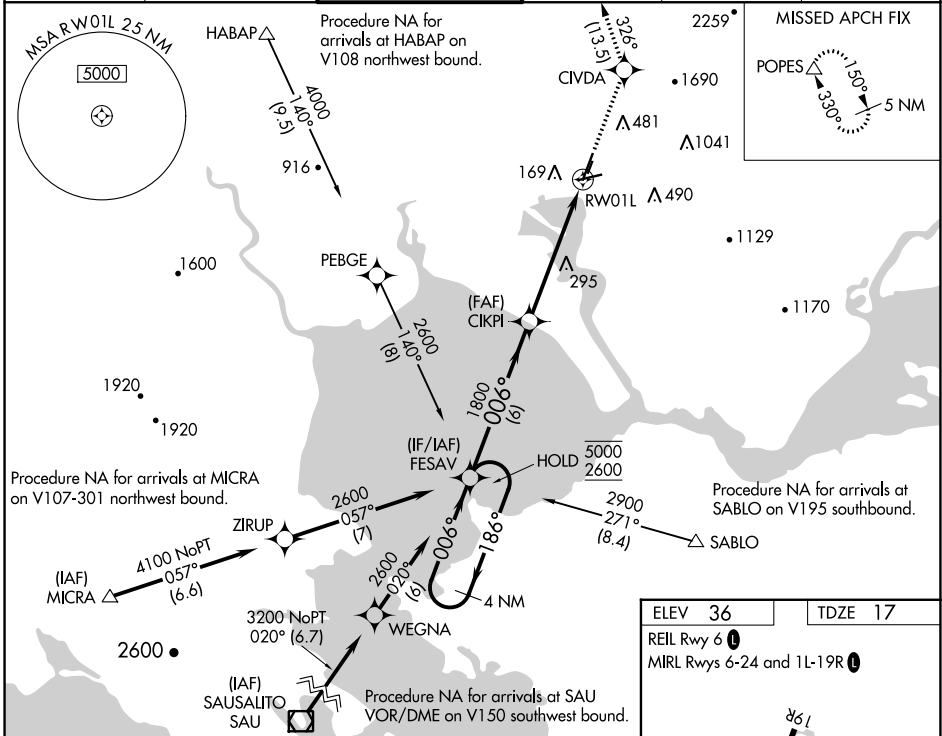 MSA RW01L 25 NM
5000
HABAP
Procedure NA for
arrivals at HABAP on
V108 northwest bound.
4000
140°
(9.5)
916
326°
(13.5)
CIVDA
2259
1690
481
1041
169
RW01L
490
MISSED APCH FIX
POPES
150°
330°
5 NM
1129
1170
1600
PEBGE
2600
140°
(8)
295
(FAF)
CIKPI
1800
006°
(6)
1920
1920
(IF/IAF)
FESAV
HOLD
5000
2600
Procedure NA for arrivals at MICRA
on V107-301 northwest bound.
Procedure NA for arrivals at
SABLO on V195 southbound.
2900
271°
(8.4)
SABLO
ZIRUP
2600
057°
(7)
4100 NoPT
057°
(6.6)
(IAF)
MICRA
006°
186°
4 NM
2600
020°
(6)
WEGNA
3200 NoPT
020° (6.7)
2600
(IAF)
SAUSALITO
SAU
Procedure NA for arrivals at SAU
VOR/DME on V150 southwest bound.
ELEV 36
TDZE 17
REIL Rwy 6 L
MIRL Rwys 6-24 and 1L-19R L
19R